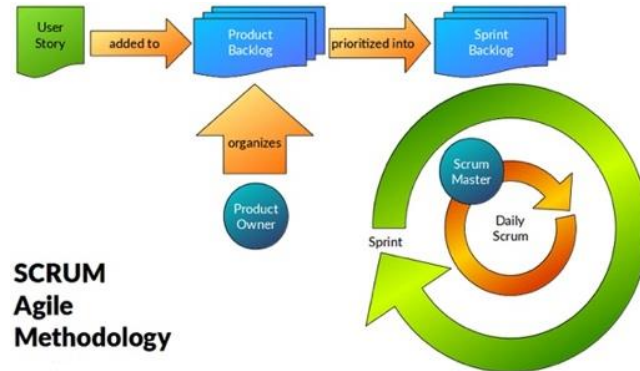 User
Story
added to
Product
Backlog
prioritized into
Sprint
Backlog
organizes
Product
Owner
Scrum
Master
Daily
Scrum
Sprint
SCRUM
Agile
Methodology